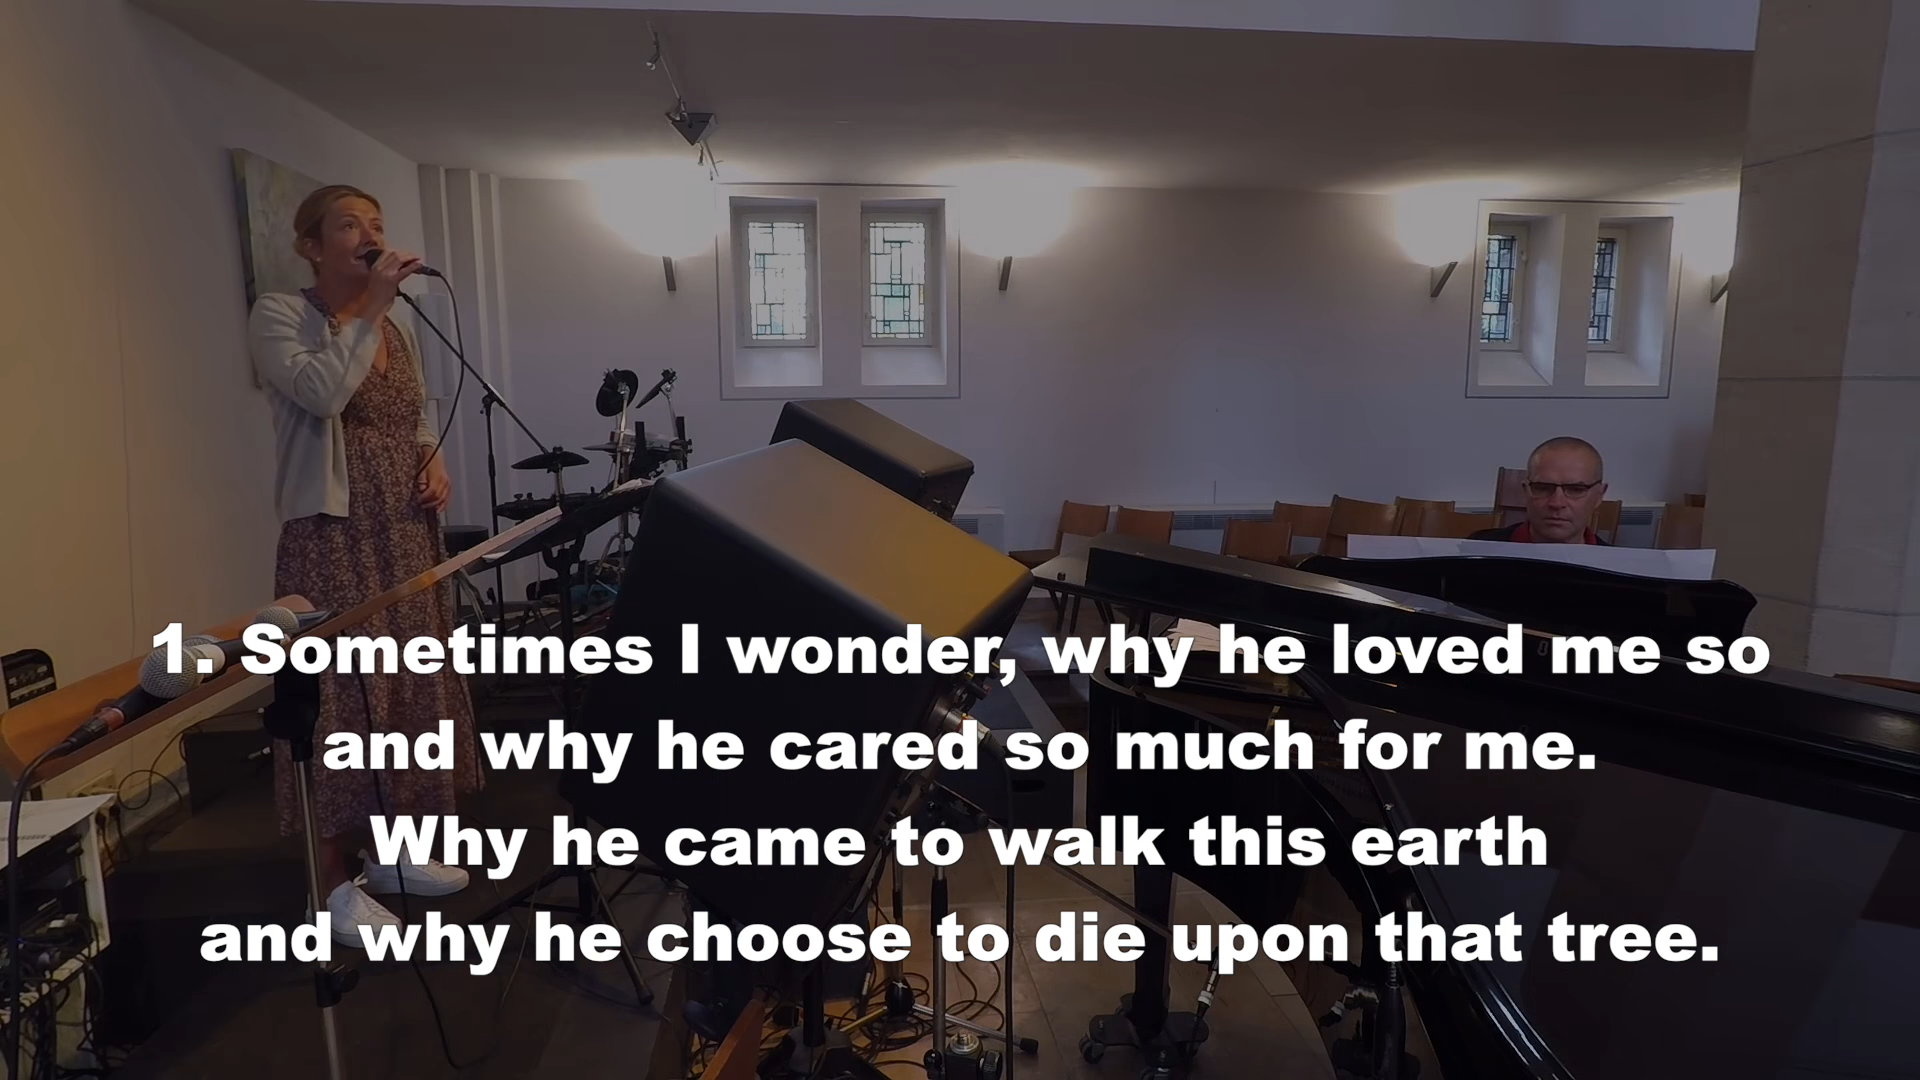 1. Sometimes I wonder, why he loved me so
and why he cared so much for me.
Why he came to walk this earth
and why he choose to die upon that tree.